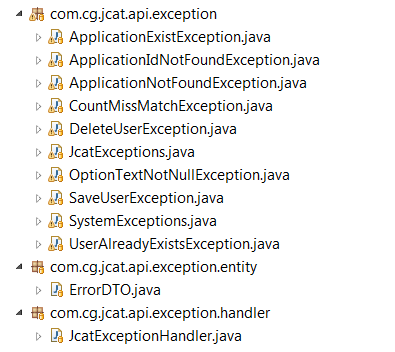 com.cg.jcat.api.exception
ApplicationExistException.java
ApplicationIdNotFoundException.java
ApplicationNotFoundException.java
CountMissMatchException.java
DeleteUserException.java
JcatExceptions.java
OptionTextNotNullException.java
SaveUserException.java
SystemExceptions.java
UserAlreadyExistsException.java
com.cg.jcat.api.exception.entity
ErrorDTO.java
com.cg.jcat.api.exception.handler
JcatExceptionHandler.java